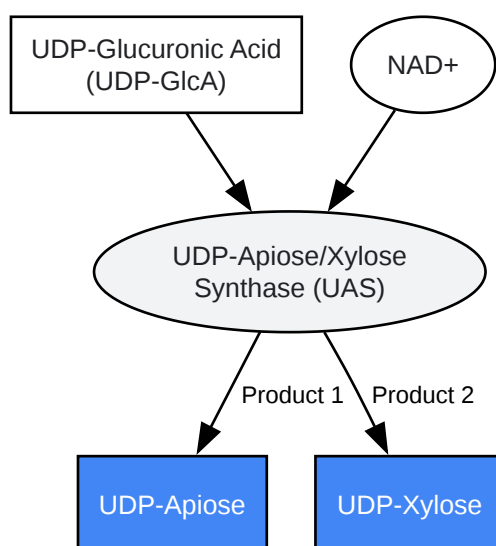 UDP-Glucuronic Acid
(UDP-GlcA)
NAD+
UDP-Apiose/Xylose
Synthase (UAS)
Product 1
Product 2
UDP-Apiose
UDP-Xylose